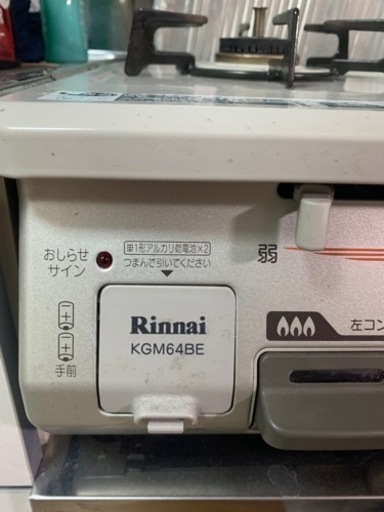 おしらせ
サイン
単1形アルカリ乾電池×2
つまんで引いてください
弱
Rinnai
KGM64BE
手前
左コン